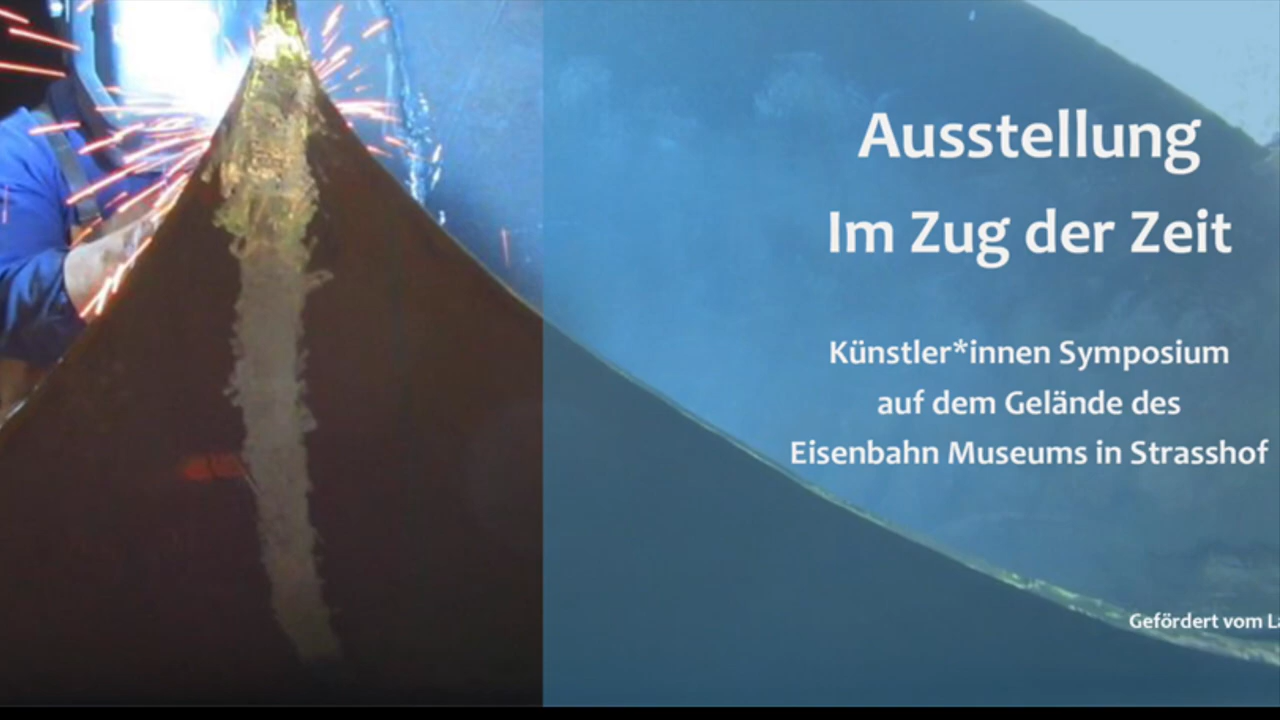 Ausstellung
Im Zug der Zeit
Künstler*innen Symposium
auf dem Gelände des
Eisenbahn Museums in Strasshof
Gefördert vom